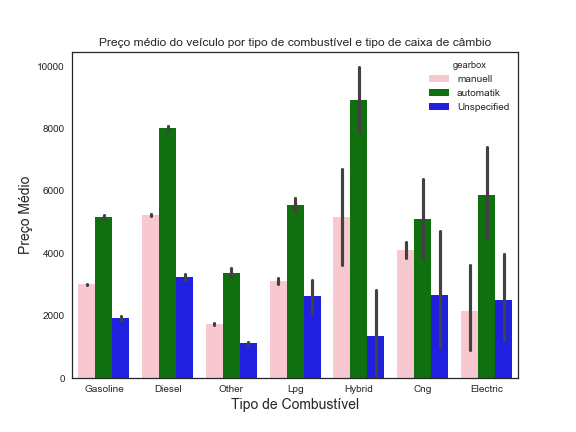 Preço médio do veículo por tipo de combustível e tipo de caixa de câmbio
gearbox
manuell
automatik
Unspecified
10000
8000
6000
4000
2000
0
Preço Médio
Gasoline Diesel Other Lpg Hybrid Cng Electric
Tipo de Combustível